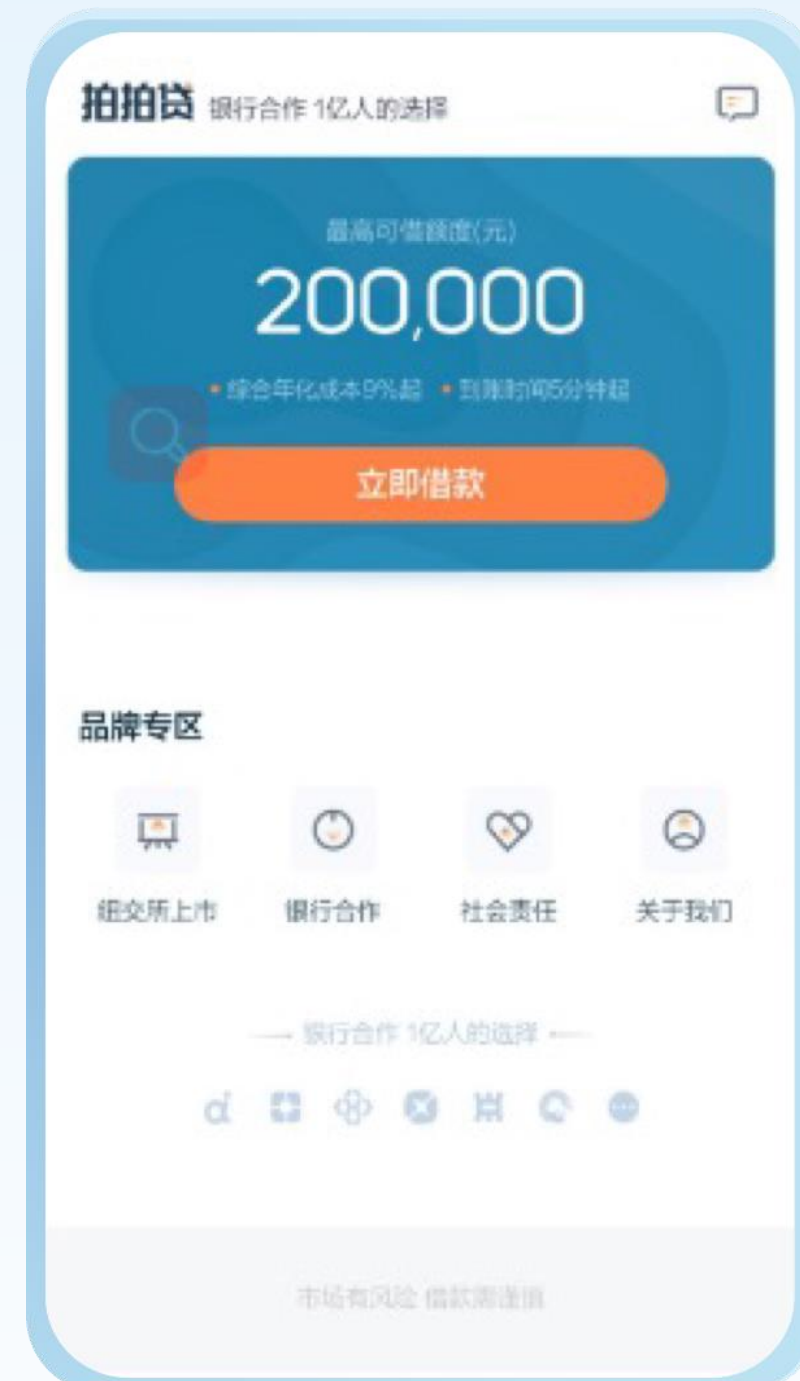 拍拍贷 银行合作 1亿人的选择
最高可借额度(元)
200,000
• 综合年化成本9%起 • 到账时间5分钟起
立即借款
品牌专区
纽交所上市 银行合作 社会责任 关于我们
银行合作 1亿人的选择
市场有风险 借款需谨慎